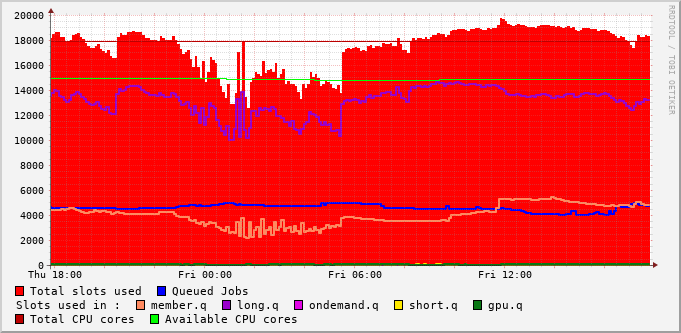 RRDTOOL / TOBI OETIKER
20000
18000
16000
14000
12000
10000
8000
6000
4000
2000
0
Thu 18:00 Fri 00:00 Fri 06:00 Fri 12:00
Total slots used Queued Jobs
Slots used in : member.q long.q ondemand.q short.q gpu.q
Total CPU cores Available CPU cores